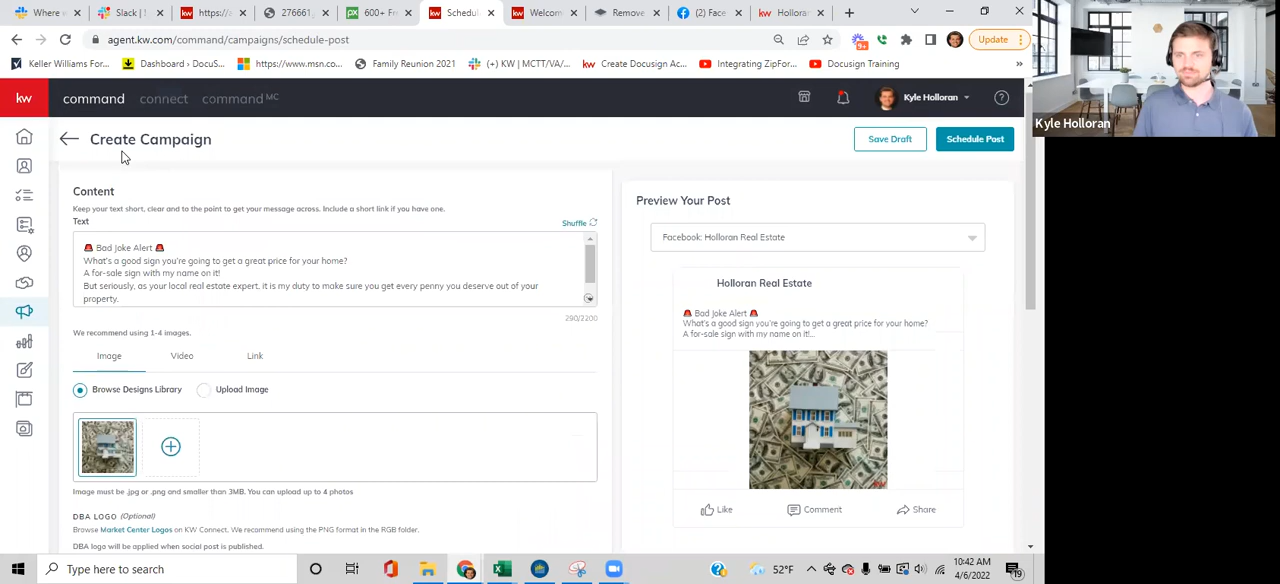 Where
Slack | S
https://a
276661_
600+ Fr
Schedul
Welcom
Remove
(2) Face
Hollora
agent.kw.com/command/campaigns/schedule-post
9+
Update
Keller Williams For...
Dashboard › DocuS...
https://www.msn.co...
Family Reunion 2021
(+) KW | MCTT/VA/...
Create Docusign Ac...
Integrating ZipFor...
Docusign Training
»
kw
command
connect
command MC
Kyle Holloran
Create Campaign
Save Draft
Schedule Post
Content
Keep your text short, clear and to the point to get your message across. Include a short link if you have one.
Text
Shuffle
🚨 Bad Joke Alert 🚨
What's a good sign you're going to get a great price for your home?
A for-sale sign with my name on it!
But seriously, as your local real estate expert, it is my duty to make sure you get every penny you deserve out of your
property.
290/2200
We recommend using 1-4 images.
Image
Video
Link
Browse Designs Library
Upload Image
Image must be .jpg or .png and smaller than 3MB. You can upload up to 4 photos
DBA LOGO (Optional)
Browse Market Center Logos on KW Connect. We recommend using the PNG format in the RGB folder.
DBA logo will be applied when social post is published.
Preview Your Post
Facebook: Holloran Real Estate
Holloran Real Estate
🚨 Bad Joke Alert 🚨
What's a good sign you're going to get a great price for your home?
A for-sale sign with my name on it!...
Like
Comment
Share
Kyle Holloran
Type here to search
52°F
10:42 AM
4/6/2022
19